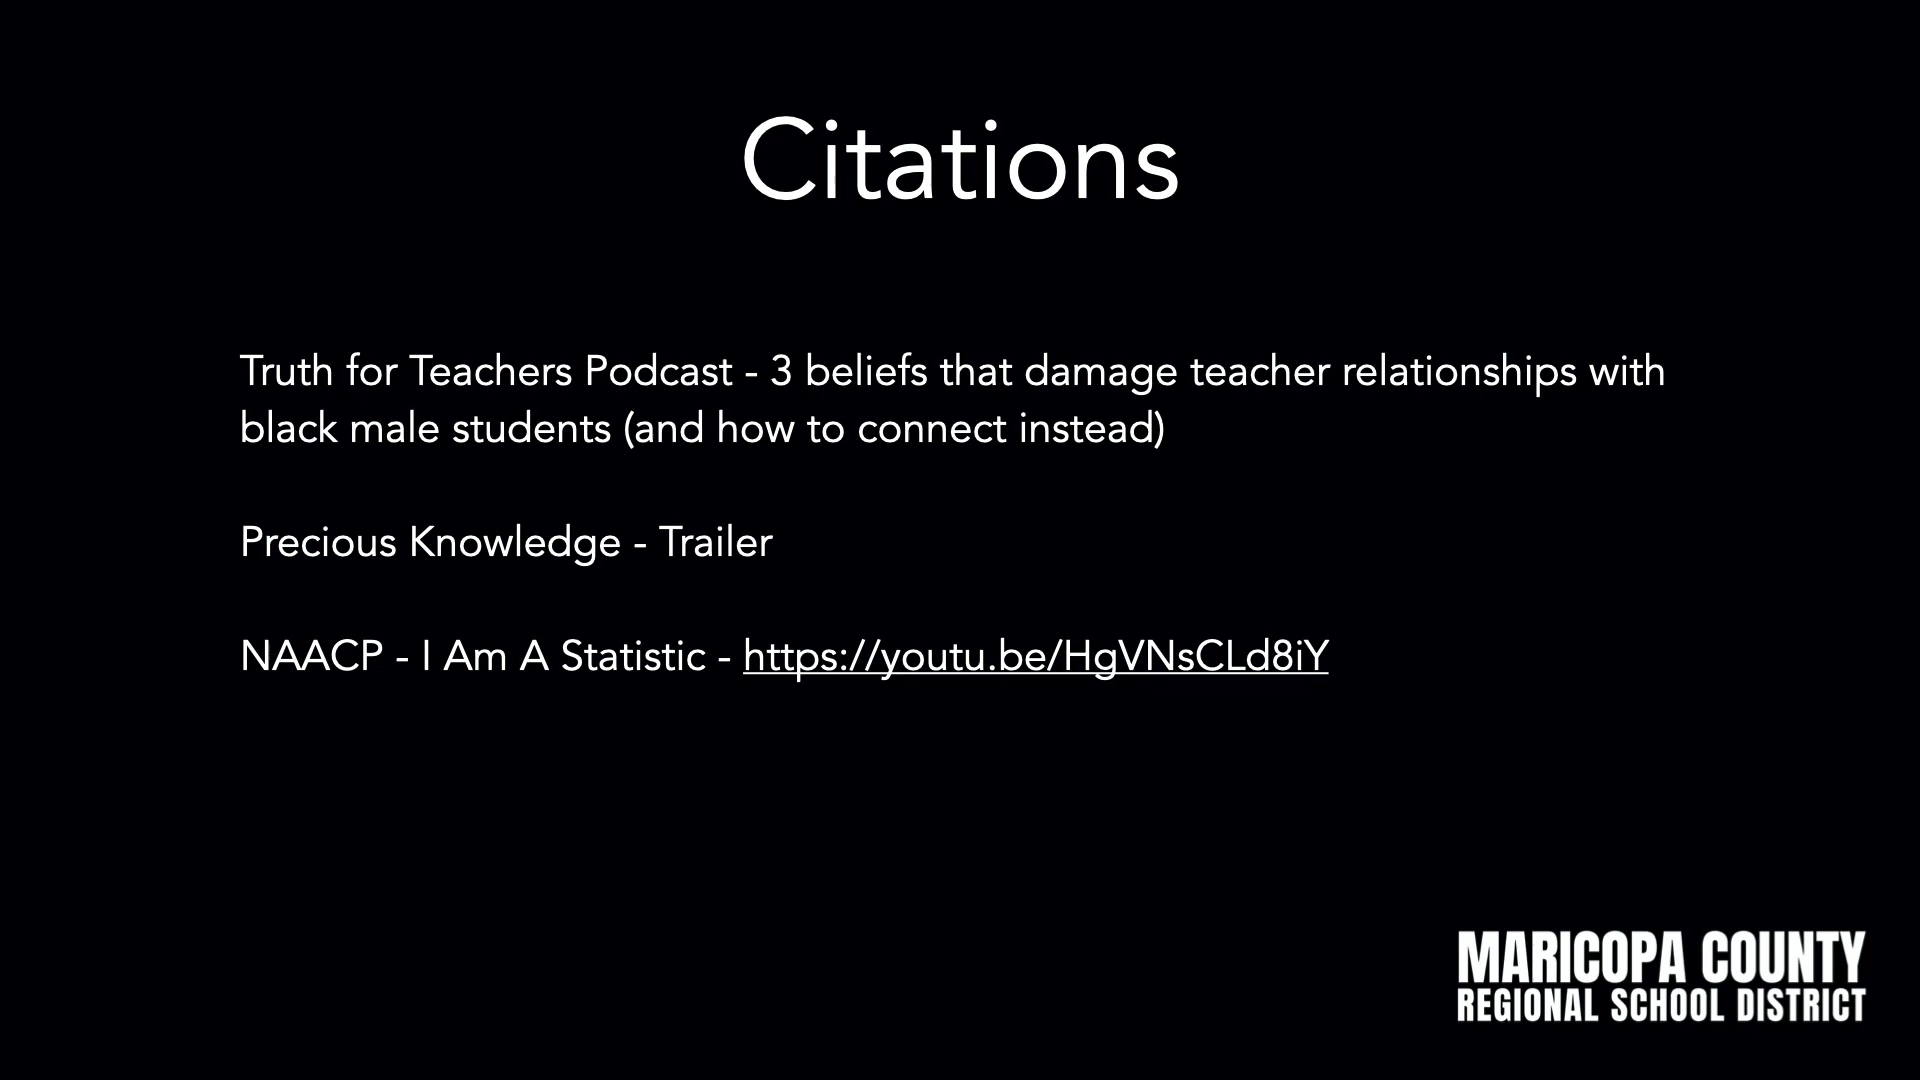 Citations
Truth for Teachers Podcast - 3 beliefs that damage teacher relationships with
black male students (and how to connect instead)
Precious Knowledge - Trailer
NAACP - I Am A Statistic - https://youtu.be/HgVNsCLd8iY
MARICOPA COUNTY
REGIONAL SCHOOL DISTRICT